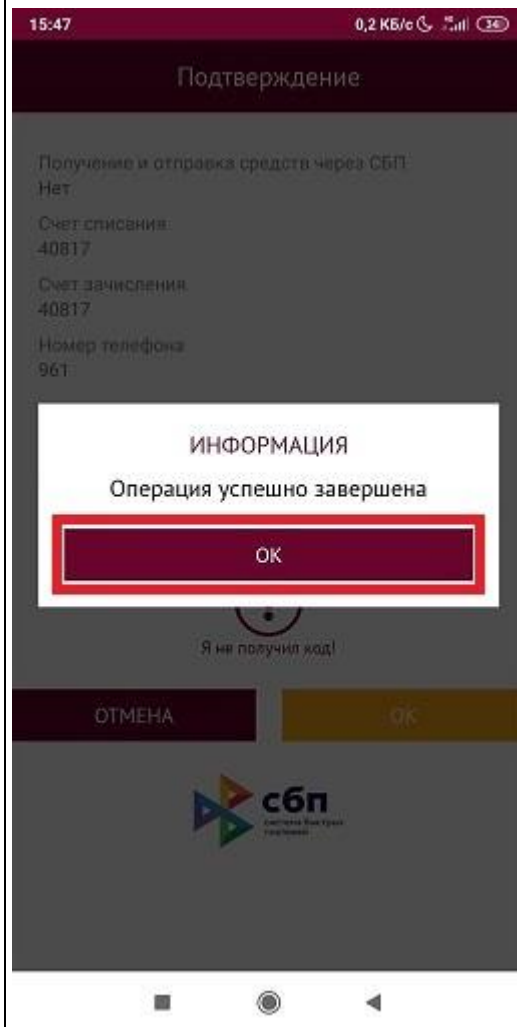 15:47 0,2 КБ/с 34
Подтверждение
Получение и отправка средств через СБП
Нет
Счет списания
40817
Счет зачисления
40817
Номер телефона
961
ИНФОРМАЦИЯ
Операция успешно завершена
ОК
Я не получил код!
ОТМЕНА ОК
сбп
система быстрых
платежей